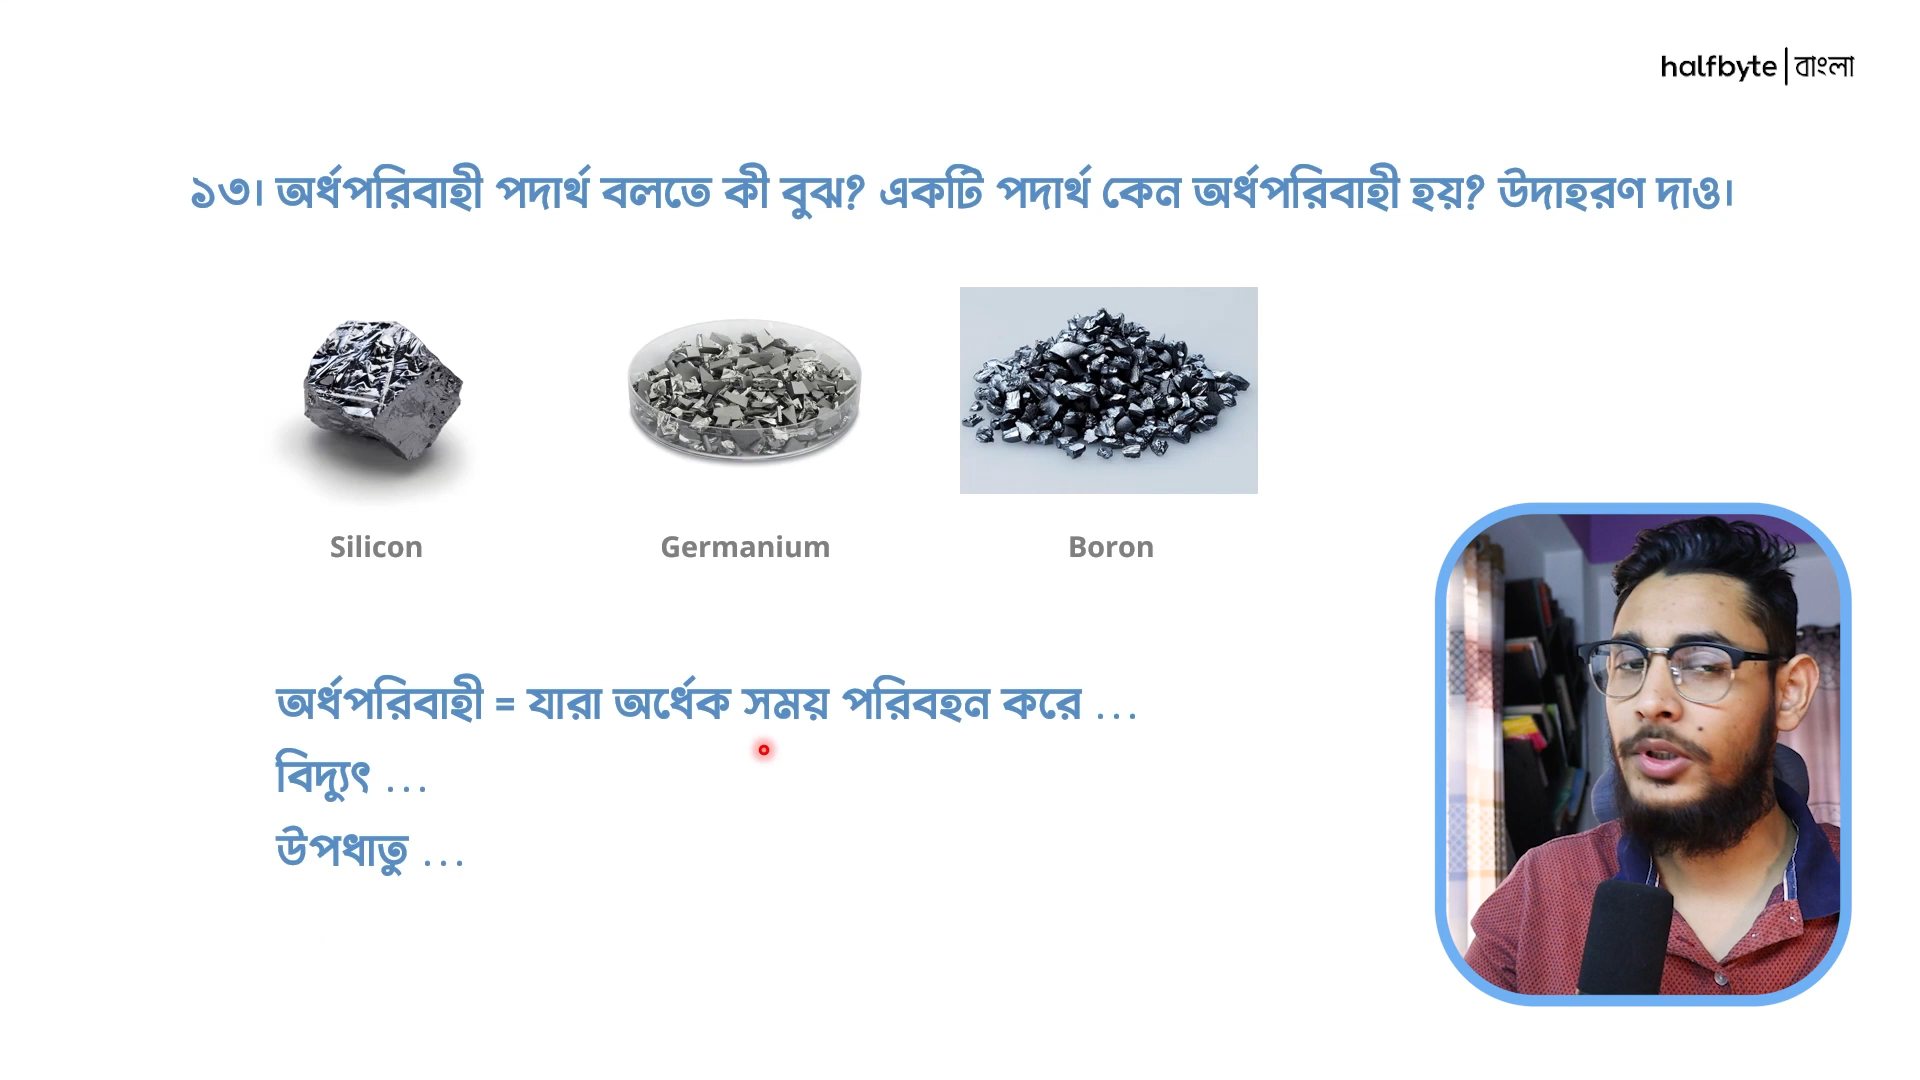 halfbyte|বাংলা
১৩। অর্ধপরিবাহী পদার্থ বলতে কী বুঝ? একটি পদার্থ কেন অর্ধপরিবাহী হয়? উদাহরণ দাও।
Silicon Germanium Boron
অর্ধপরিবাহী = যারা অর্ধেক সময় পরিবহন করে ...
বিদ্যুৎ ...
উপধাতু ...